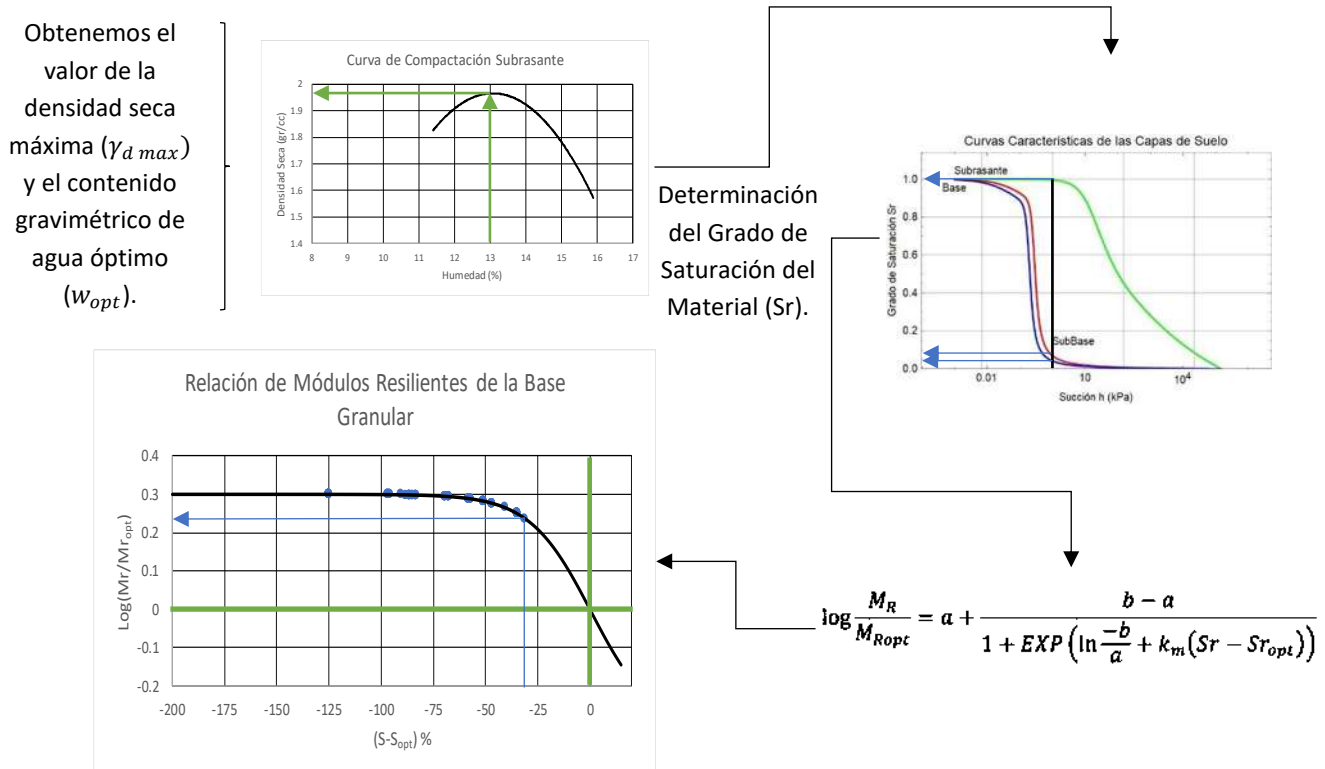 Obtenemos el
valor de la
densidad seca
máxima (γd max)
y el contenido
gravimétrico de
agua óptimo
(wopt).
Curva de Compactación Subrasante
Densidad Seca (gr/cc)
2
1.9
1.8
1.7
1.6
1.5
1.4
8 9 10 11 12 13 14 15 16 17
Humedad (%)
Determinación
del Grado de
Saturación del
Material (Sr).
Curvas Características de las Capas de Suelo
Grado de Saturación Sr
1.0
0.8
0.6
0.4
0.2
0.0
Subrasante
Base
SubBase
0.01 10 10⁴
Succión h (kPa)
Relación de Módulos Resilientes de la Base
Granular
Log(Mr/Mropt)
0.4
0.3
0.2
0.1
0
-0.1
-0.2
-200 -175 -150 -125 -100 -75 -50 -25 0
(S-Sopt) %
log MR/MRopt = a + (b − a)/(1 + EXP(ln −b/a + km(Sr − Sropt)))